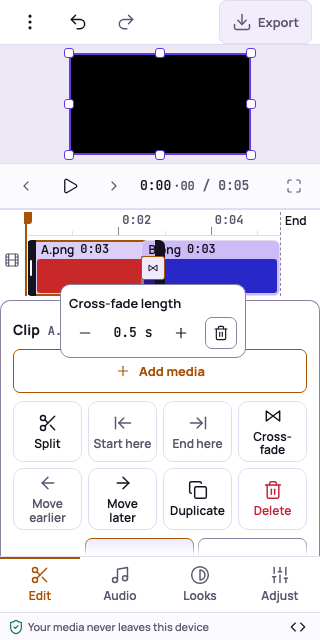 Export
0:00·00 / 0:05
0:02 0:04 End
A.png 0:03 ng 0:03
Cross-fade length
0.5 s
Clip A.
Add media
Split
Start here
End here
Cross-
fade
Move
earlier
Move
later
Duplicate
Delete
Edit
Audio
Looks
Adjust
Your media never leaves this device